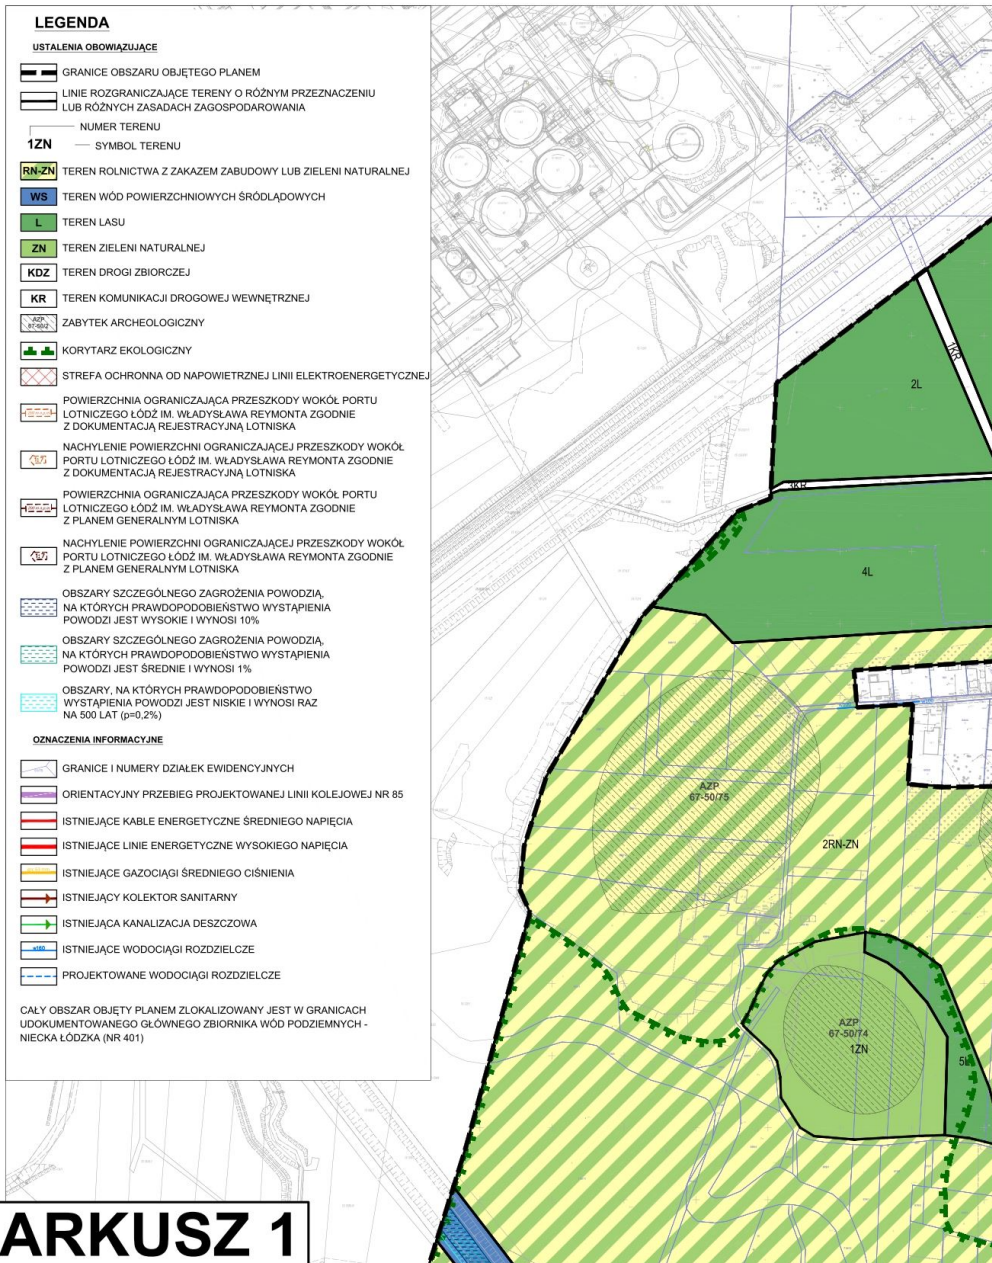 LEGENDA
USTALENIA OBOWIĄZUJĄCE
GRANICE OBSZARU OBJĘTEGO PLANEM
LINIE ROZGRANICZAJĄCE TERENY O RÓŻNYM PRZEZNACZENIU
LUB RÓŻNYCH ZASADACH ZAGOSPODAROWANIA
NUMER TERENU
1ZN SYMBOL TERENU
RN-ZN TEREN ROLNICTWA Z ZAKAZEM ZABUDOWY LUB ZIELENI NATURALNEJ
WS TEREN WÓD POWIERZCHNIOWYCH ŚRÓDLĄDOWYCH
L TEREN LASU
ZN TEREN ZIELENI NATURALNEJ
KDZ TEREN DROGI ZBIORCZEJ
KR TEREN KOMUNIKACJI DROGOWEJ WEWNĘTRZNEJ
ZABYTEK ARCHEOLOGICZNY
KORYTARZ EKOLOGICZNY
STREFA OCHRONNA OD NAPOWIETRZNEJ LINII ELEKTROENERGETYCZNEJ
POWIERZCHNIA OGRANICZAJĄCA PRZESZKODY WOKÓŁ PORTU
LOTNICZEGO ŁÓDŹ IM. WŁADYSŁAWA REYMONTA ZGODNIE
Z DOKUMENTACJĄ REJESTRACYJNĄ LOTNISKA
NACHYLENIE POWIERZCHNI OGRANICZAJĄCEJ PRZESZKODY WOKÓŁ
PORTU LOTNICZEGO ŁÓDŹ IM. WŁADYSŁAWA REYMONTA ZGODNIE
Z DOKUMENTACJĄ REJESTRACYJNĄ LOTNISKA
POWIERZCHNIA OGRANICZAJĄCA PRZESZKODY WOKÓŁ PORTU
LOTNICZEGO ŁÓDŹ IM. WŁADYSŁAWA REYMONTA ZGODNIE
Z PLANEM GENERALNYM LOTNISKA
NACHYLENIE POWIERZCHNI OGRANICZAJĄCEJ PRZESZKODY WOKÓŁ
PORTU LOTNICZEGO ŁÓDŹ IM. WŁADYSŁAWA REYMONTA ZGODNIE
Z PLANEM GENERALNYM LOTNISKA
OBSZARY SZCZEGÓLNEGO ZAGROŻENIA POWODZIĄ,
NA KTÓRYCH PRAWDOPODOBIEŃSTWO WYSTĄPIENIA
POWODZI JEST WYSOKIE I WYNOSI 10%
OBSZARY SZCZEGÓLNEGO ZAGROŻENIA POWODZIĄ,
NA KTÓRYCH PRAWDOPODOBIEŃSTWO WYSTĄPIENIA
POWODZI JEST ŚREDNIE I WYNOSI 1%
OBSZARY, NA KTÓRYCH PRAWDOPODOBIEŃSTWO
WYSTĄPIENIA POWODZI JEST NISKIE I WYNOSI RAZ
NA 500 LAT (p=0,2%)
OZNACZENIA INFORMACYJNE
GRANICE I NUMERY DZIAŁEK EWIDENCYJNYCH
ORIENTACYJNY PRZEBIEG PROJEKTOWANEJ LINII KOLEJOWEJ NR 85
ISTNIEJĄCE KABLE ENERGETYCZNE ŚREDNIEGO NAPIĘCIA
ISTNIEJĄCE LINIE ENERGETYCZNE WYSOKIEGO NAPIĘCIA
ISTNIEJĄCE GAZOCIĄGI ŚREDNIEGO CIŚNIENIA
ISTNIEJĄCY KOLEKTOR SANITARNY
ISTNIEJĄCA KANALIZACJA DESZCZOWA
ISTNIEJĄCE WODOCIĄGI ROZDZIELCZE
PROJEKTOWANE WODOCIĄGI ROZDZIELCZE
CAŁY OBSZAR OBJĘTY PLANEM ZLOKALIZOWANY JEST W GRANICACH
UDOKUMENTOWANEGO GŁÓWNEGO ZBIORNIKA WÓD PODZIEMNYCH -
NIECKA ŁÓDZKA (NR 401)
ARKUSZ 1
1KR
2L
3KR
4L
AZP
67-50/75
2RN-ZN
AZP
67-50/74
1ZN
5L